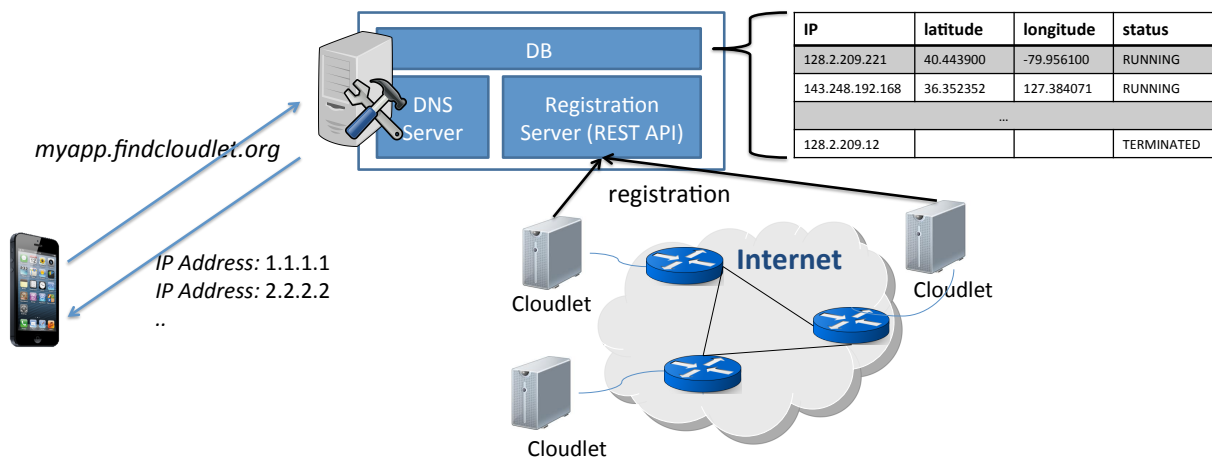 DB
DNS
Server
Registration
Server (REST API)
IP latitude longitude status
128.2.209.221 40.443900 -79.956100 RUNNING
143.248.192.168 36.352352 127.384071 RUNNING
...
128.2.209.12 TERMINATED
myapp.findcloudlet.org
registration
IP Address: 1.1.1.1
IP Address: 2.2.2.2
..
Internet
Cloudlet
Cloudlet
Cloudlet